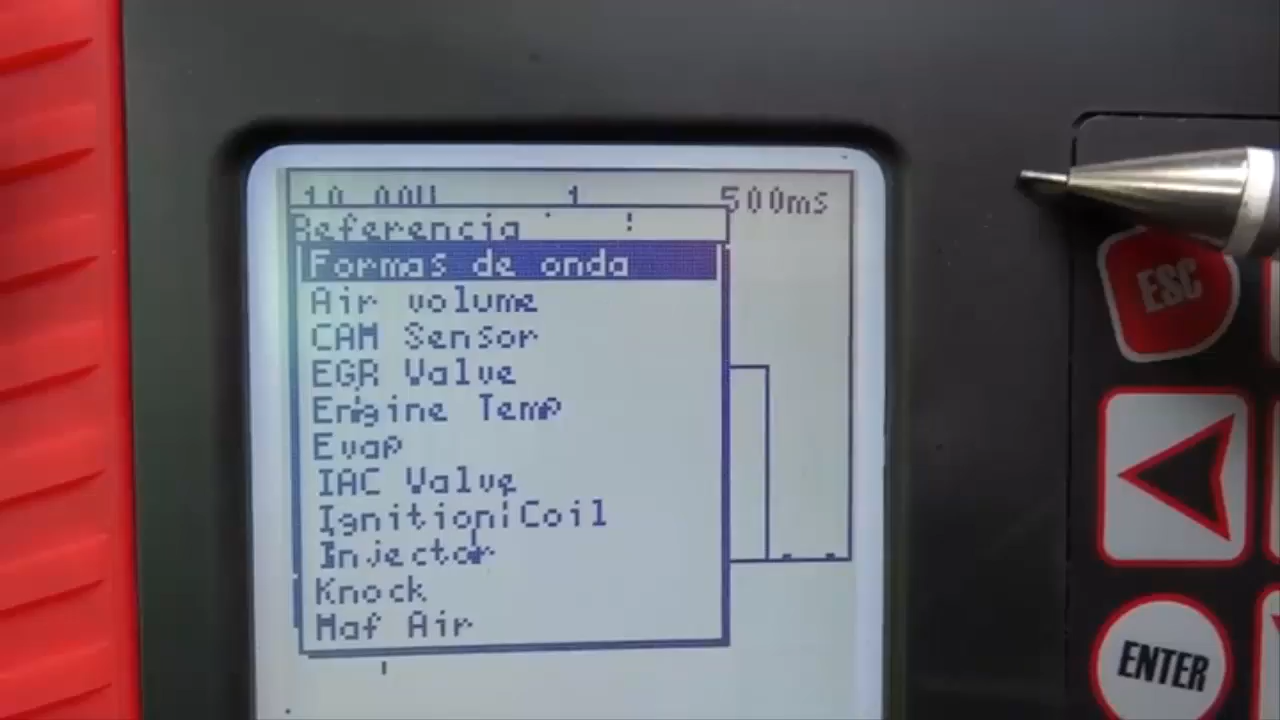 10.00V 1 500ms
Referencia
Formas de onda
Air volume
CAM Sensor
EGR Valve
Engine Temp
Evap
IAC Valve
Ignition Coil
Injector
Knock
Maf Air
ESC
ENTER